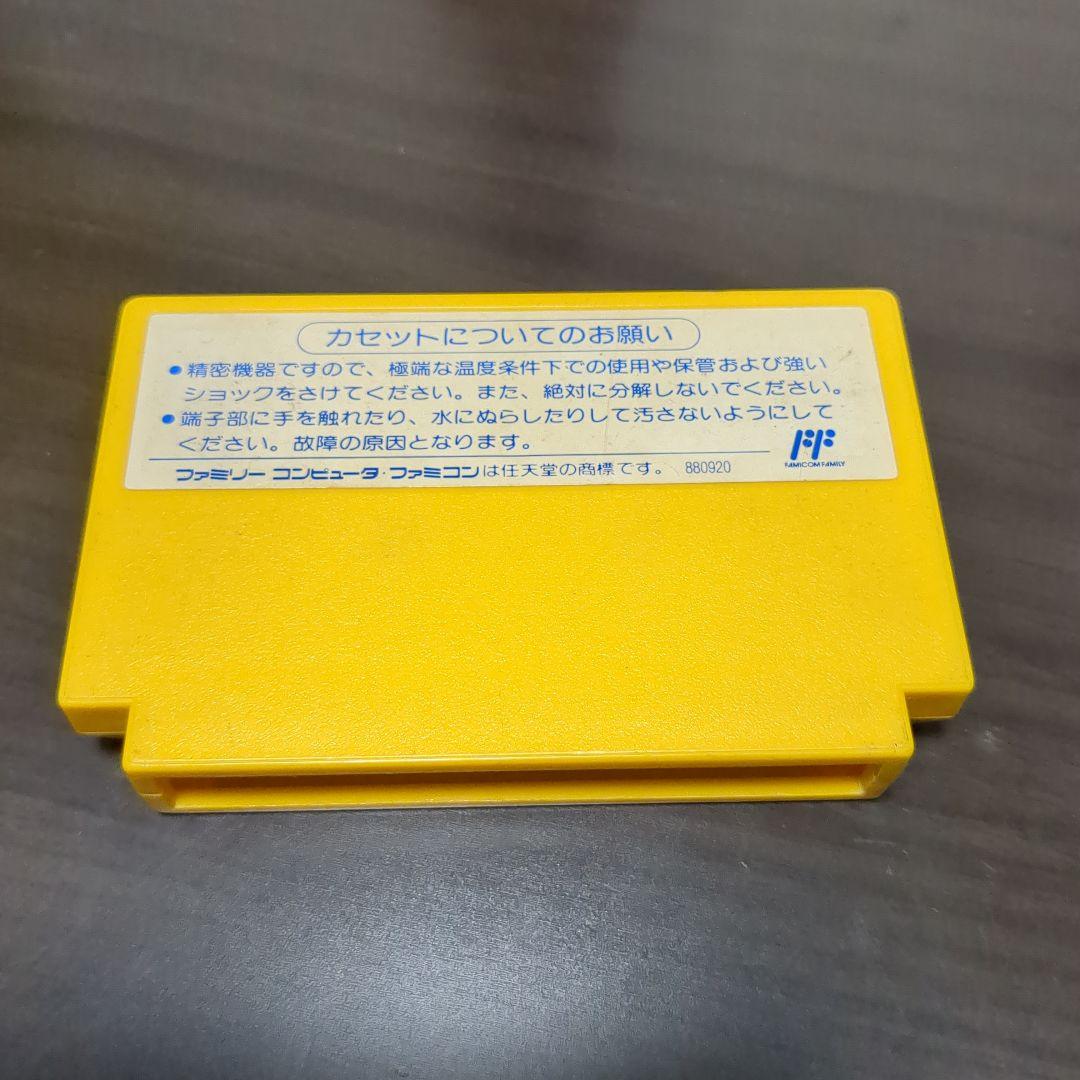 カセットについてのお願い
●精密機器ですので、極端な温度条件下での使用や保管および強い
ショックをさけてください。また、絶対に分解しないでください。
●端子部に手を触れたり、水にぬらしたりして汚さないようにして
ください。故障の原因となります。
FAMICOM FAMILY
ファミリー コンピュータ・ファミコンは任天堂の商標です。 880920